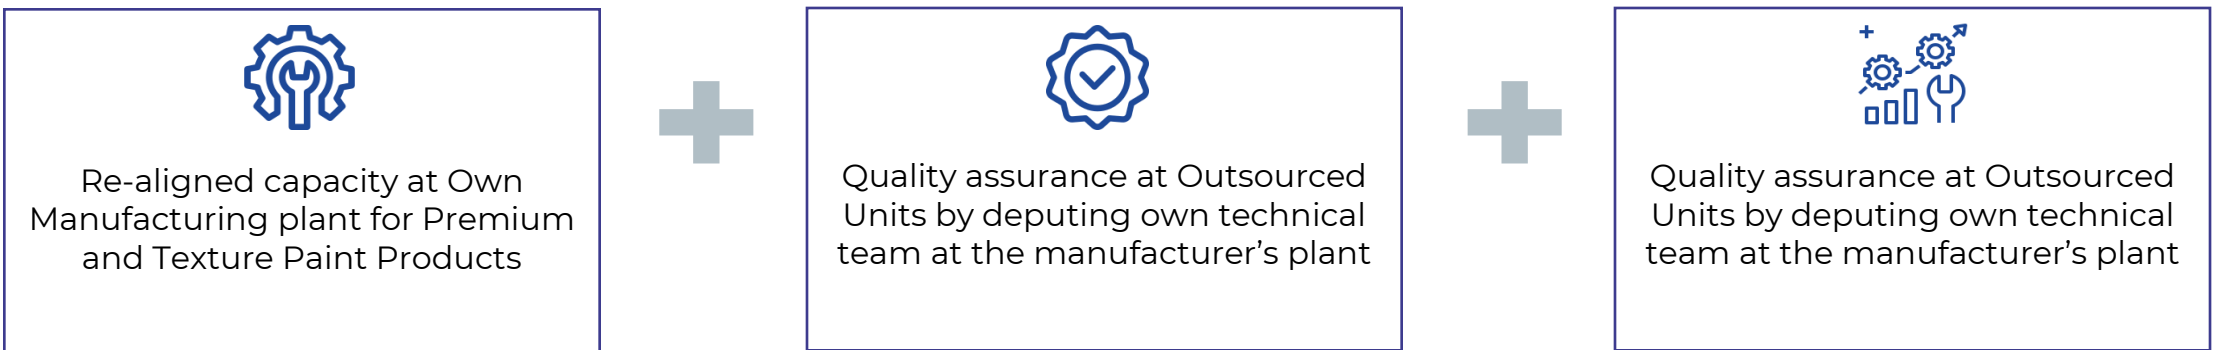 Re-aligned capacity at Own
Manufacturing plant for Premium
and Texture Paint Products
Quality assurance at Outsourced
Units by deputing own technical
team at the manufacturer’s plant
Quality assurance at Outsourced
Units by deputing own technical
team at the manufacturer’s plant